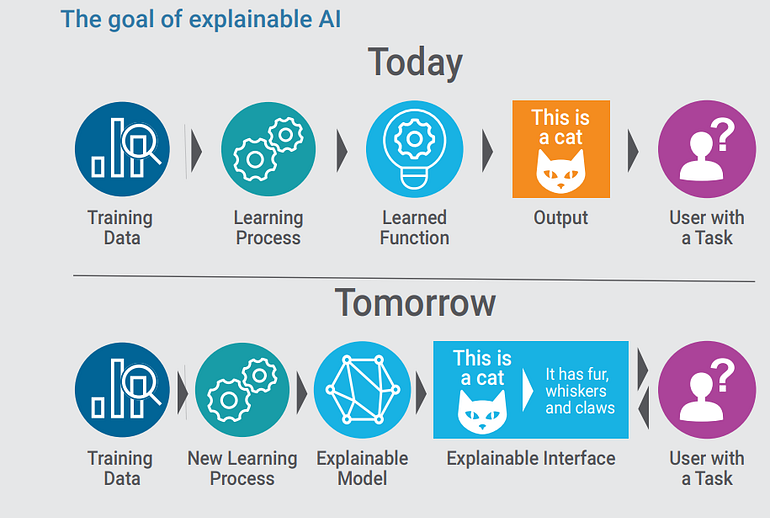 The goal of explainable AI
Today
This is
a cat
?
Training
Data
Learning
Process
Learned
Function
Output
User with
a Task
Tomorrow
This is
a cat
It has fur,
whiskers
and claws
?
Training
Data
New Learning
Process
Explainable
Model
Explainable Interface
User with
a Task